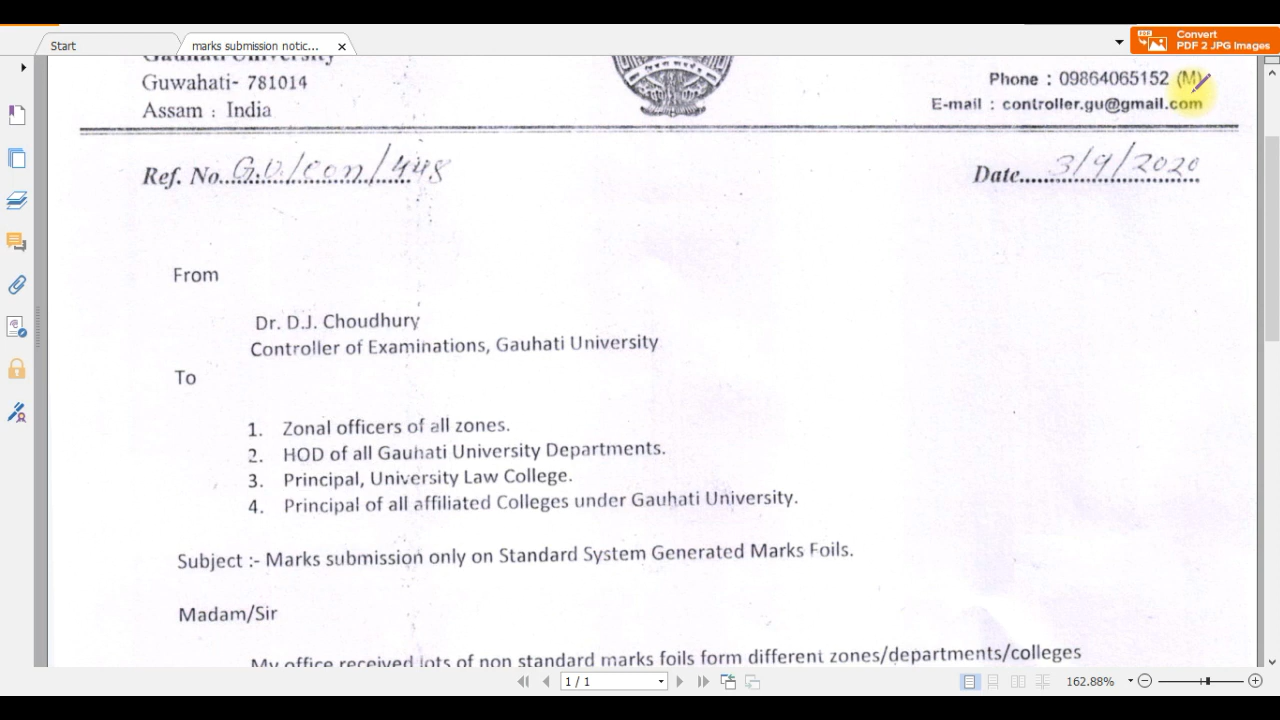 Start
marks submission notic...
Convert
PDF 2 JPG Images
Gauhati University
Guwahati- 781014
Assam : India
Phone : 09864065152 (M)
E-mail : controller.gu@gmail.com
Ref. No. G.U/Con/448
Date 3/9/2020
From
Dr. D.J. Choudhury
Controller of Examinations, Gauhati University
To
1. Zonal officers of all zones.
2. HOD of all Gauhati University Departments.
3. Principal, University Law College.
4. Principal of all affiliated Colleges under Gauhati University.
Subject :- Marks submission only on Standard System Generated Marks Foils.
Madam/Sir
My office received lots of non standard marks foils form different zones/departments/colleges
1 / 1
162.88%